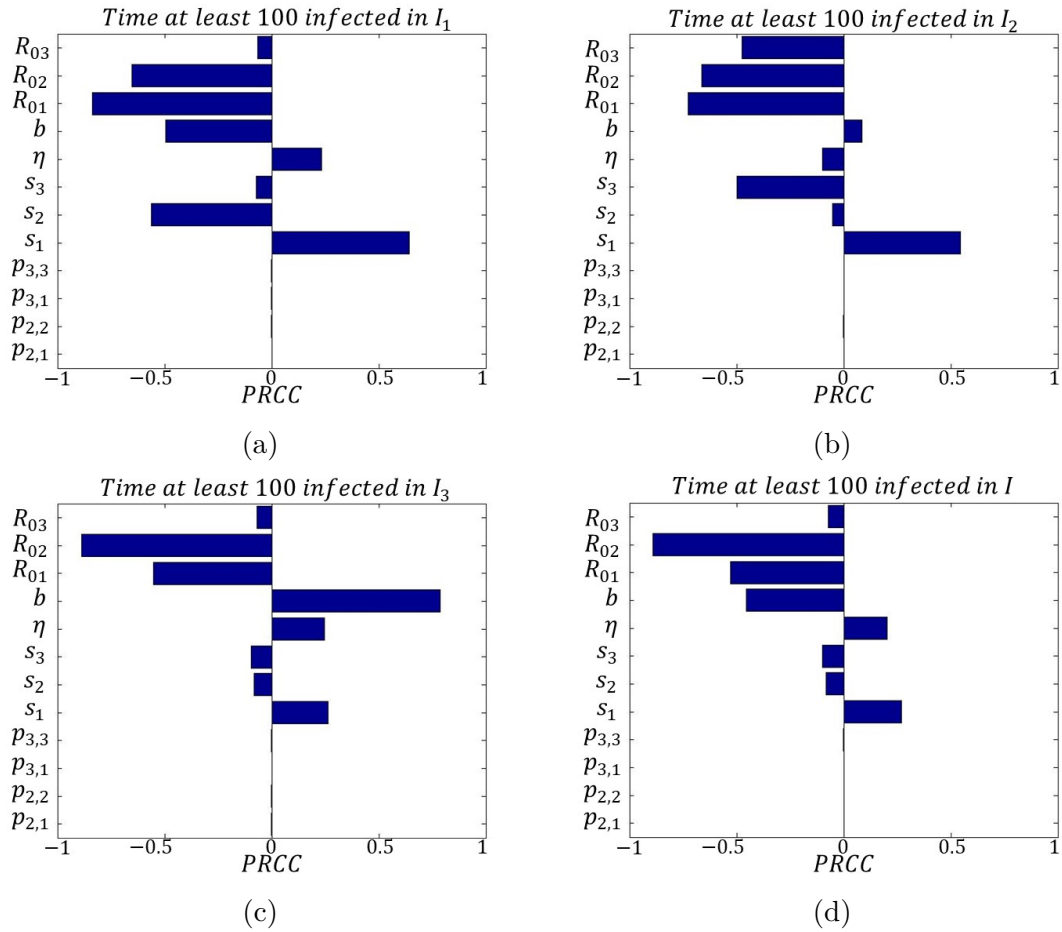 Time at least 100 infected in I₁
R₀₃
R₀₂
R₀₁
b
η
s₃
s₂
s₁
p₃,₃
p₃,₁
p₂,₂
p₂,₁
−1 −0.5 0 0.5 1
PRCC
(a)
Time at least 100 infected in I₂
R₀₃
R₀₂
R₀₁
b
η
s₃
s₂
s₁
p₃,₃
p₃,₁
p₂,₂
p₂,₁
−1 −0.5 0 0.5 1
PRCC
(b)
Time at least 100 infected in I₃
R₀₃
R₀₂
R₀₁
b
η
s₃
s₂
s₁
p₃,₃
p₃,₁
p₂,₂
p₂,₁
−1 −0.5 0 0.5 1
PRCC
(c)
Time at least 100 infected in I
R₀₃
R₀₂
R₀₁
b
η
s₃
s₂
s₁
p₃,₃
p₃,₁
p₂,₂
p₂,₁
−1 −0.5 0 0.5 1
PRCC
(d)